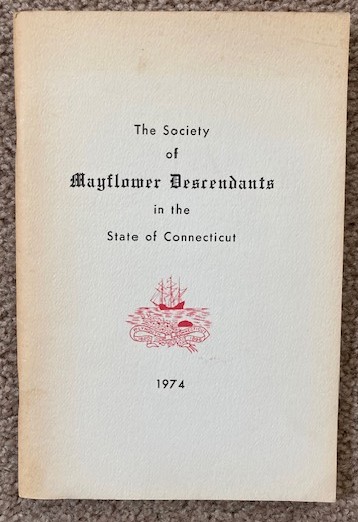 The Society
of
Mayflower Descendants
in the
State of Connecticut
1974